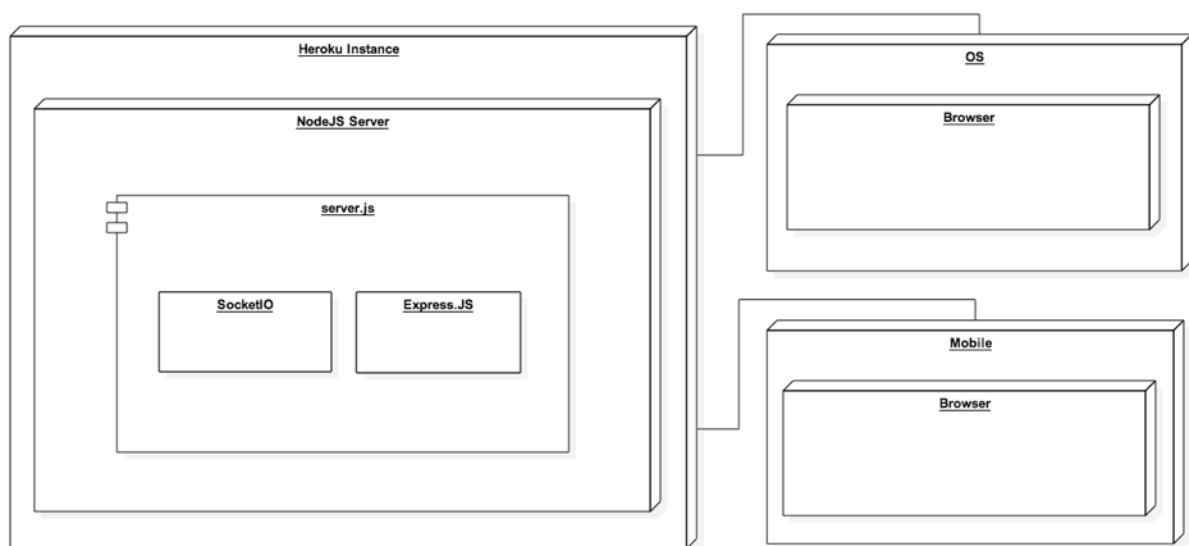 Heroku Instance
NodeJS Server
server.js
SocketIO
Express.JS
OS
Browser
Mobile
Browser